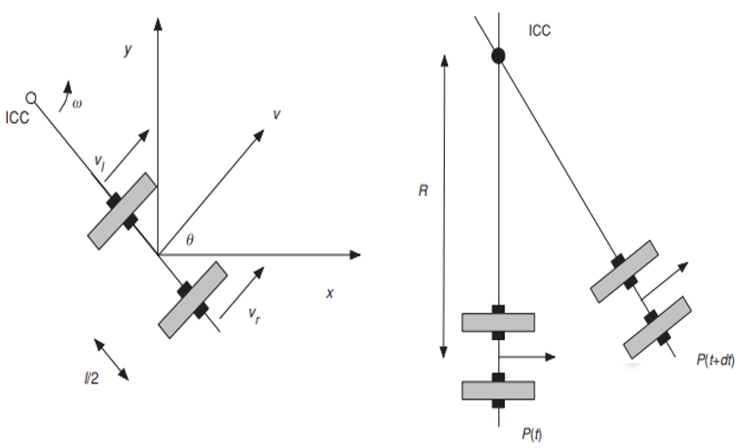 y
ICC
ω
v
v_l
θ
x
v_r
l/2
ICC
R
P(t+dt)
P(t)